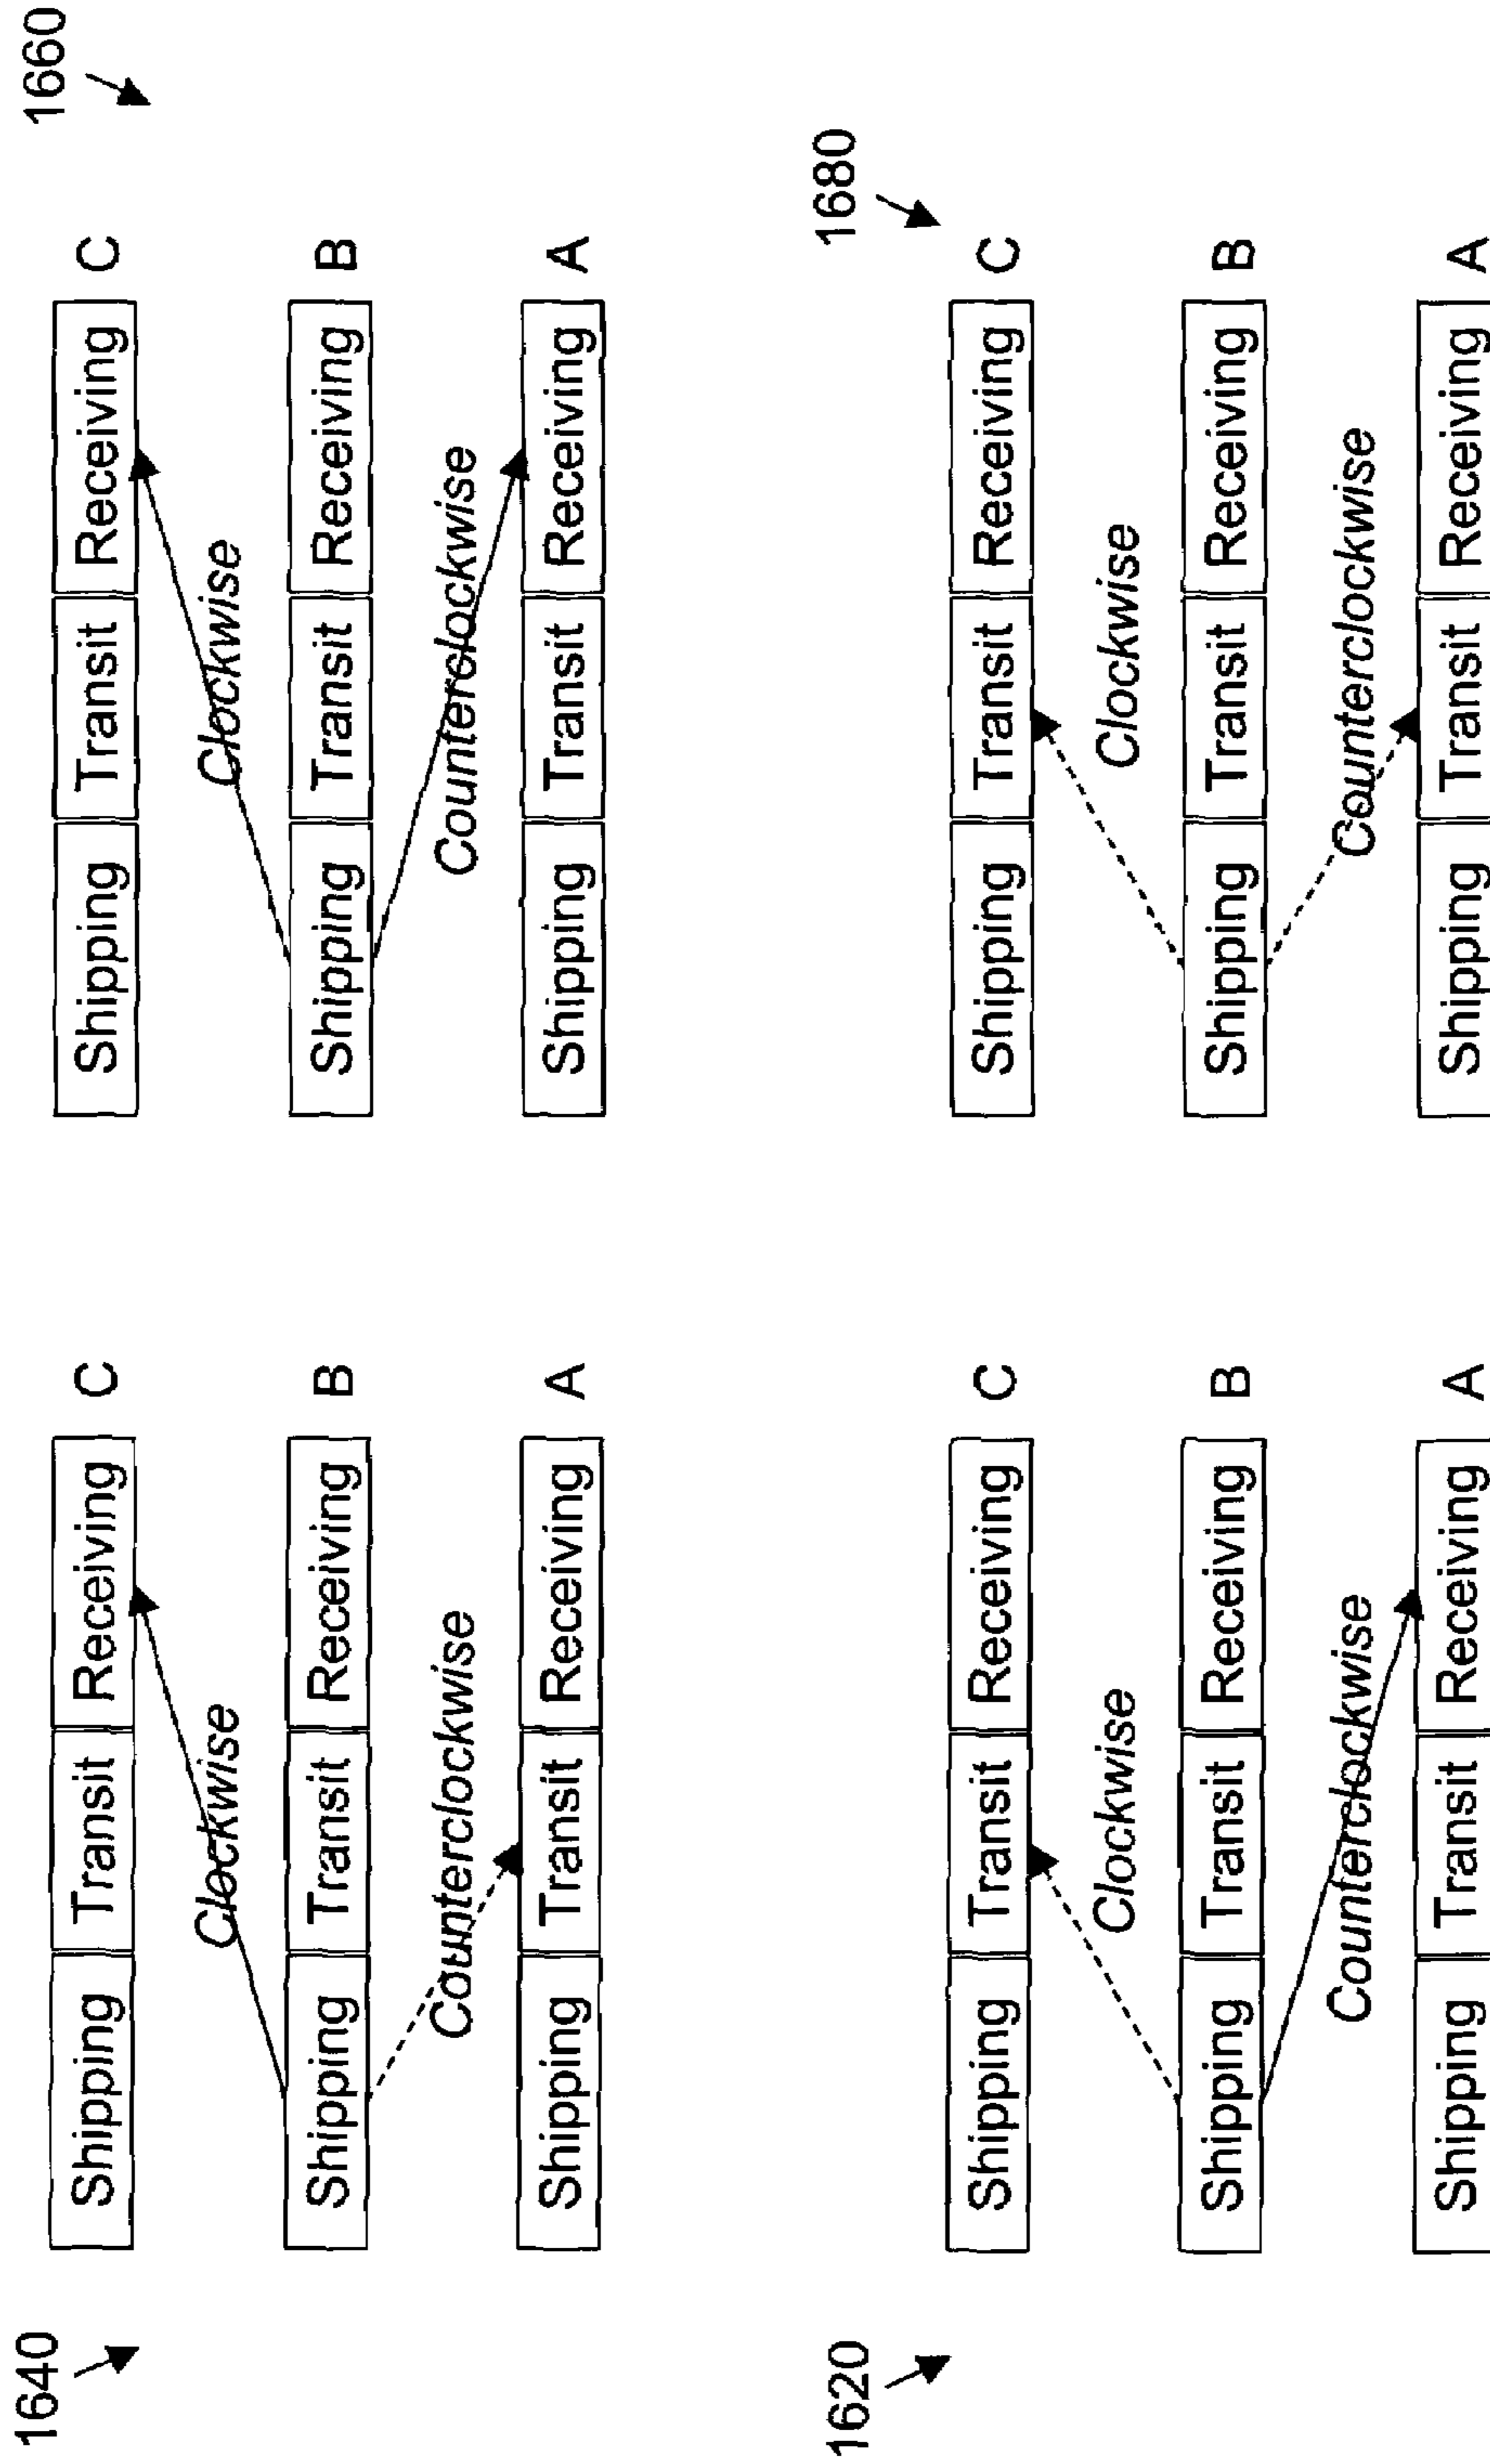 1640
Shipping Transit Receiving C
Clockwise
Shipping Transit Receiving B
Counterclockwise
Shipping Transit Receiving A
1660
Shipping Transit Receiving C
Clockwise
Shipping Transit Receiving B
Counterclockwise
Shipping Transit Receiving A
1620
Shipping Transit Receiving C
Clockwise
Shipping Transit Receiving B
Counterclockwise
Shipping Transit Receiving A
1680
Shipping Transit Receiving C
Clockwise
Shipping Transit Receiving B
Counterclockwise
Shipping Transit Receiving A